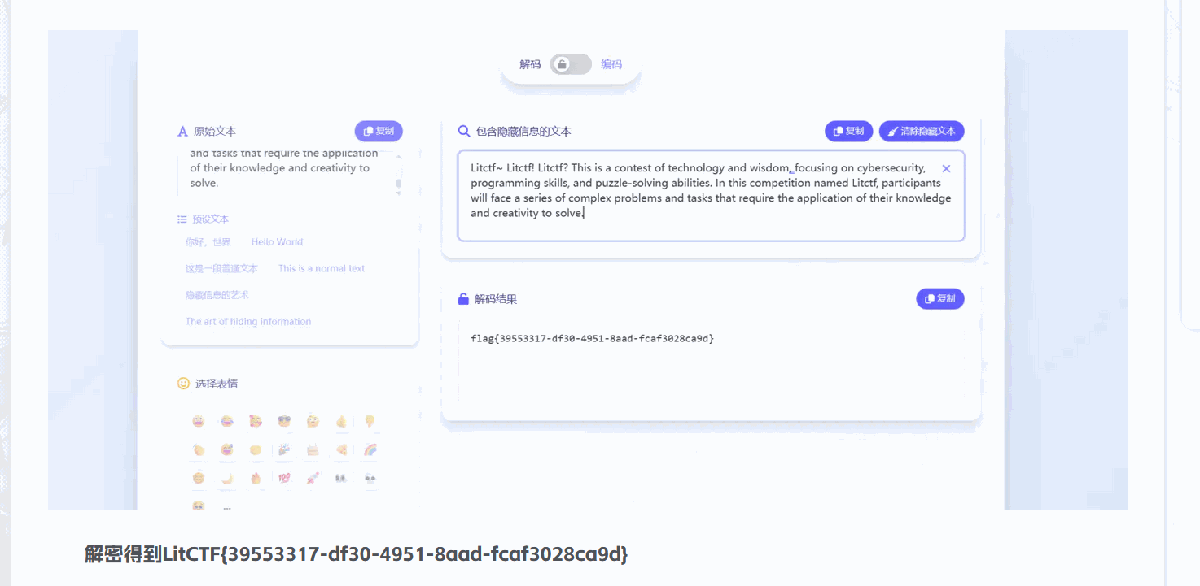 解码 编码
原始文本
复制
and tasks that require the application
of their knowledge and creativity to
solve.
预设文本
你好，世界 Hello World
这是一段普通文本 This is a normal text
隐藏信息的艺术
The art of hiding information
选择表情
包含隐藏信息的文本
复制
清除隐藏文本
Litctf~ Litctf! Litctf? This is a contest of technology and wisdom, focusing on cybersecurity,
programming skills, and puzzle-solving abilities. In this competition named Litctf, participants
will face a series of complex problems and tasks that require the application of their knowledge
and creativity to solve.
解码结果
复制
flag{39553317-df30-4951-8aad-fcaf3028ca9d}
解密得到LitCTF{39553317-df30-4951-8aad-fcaf3028ca9d}